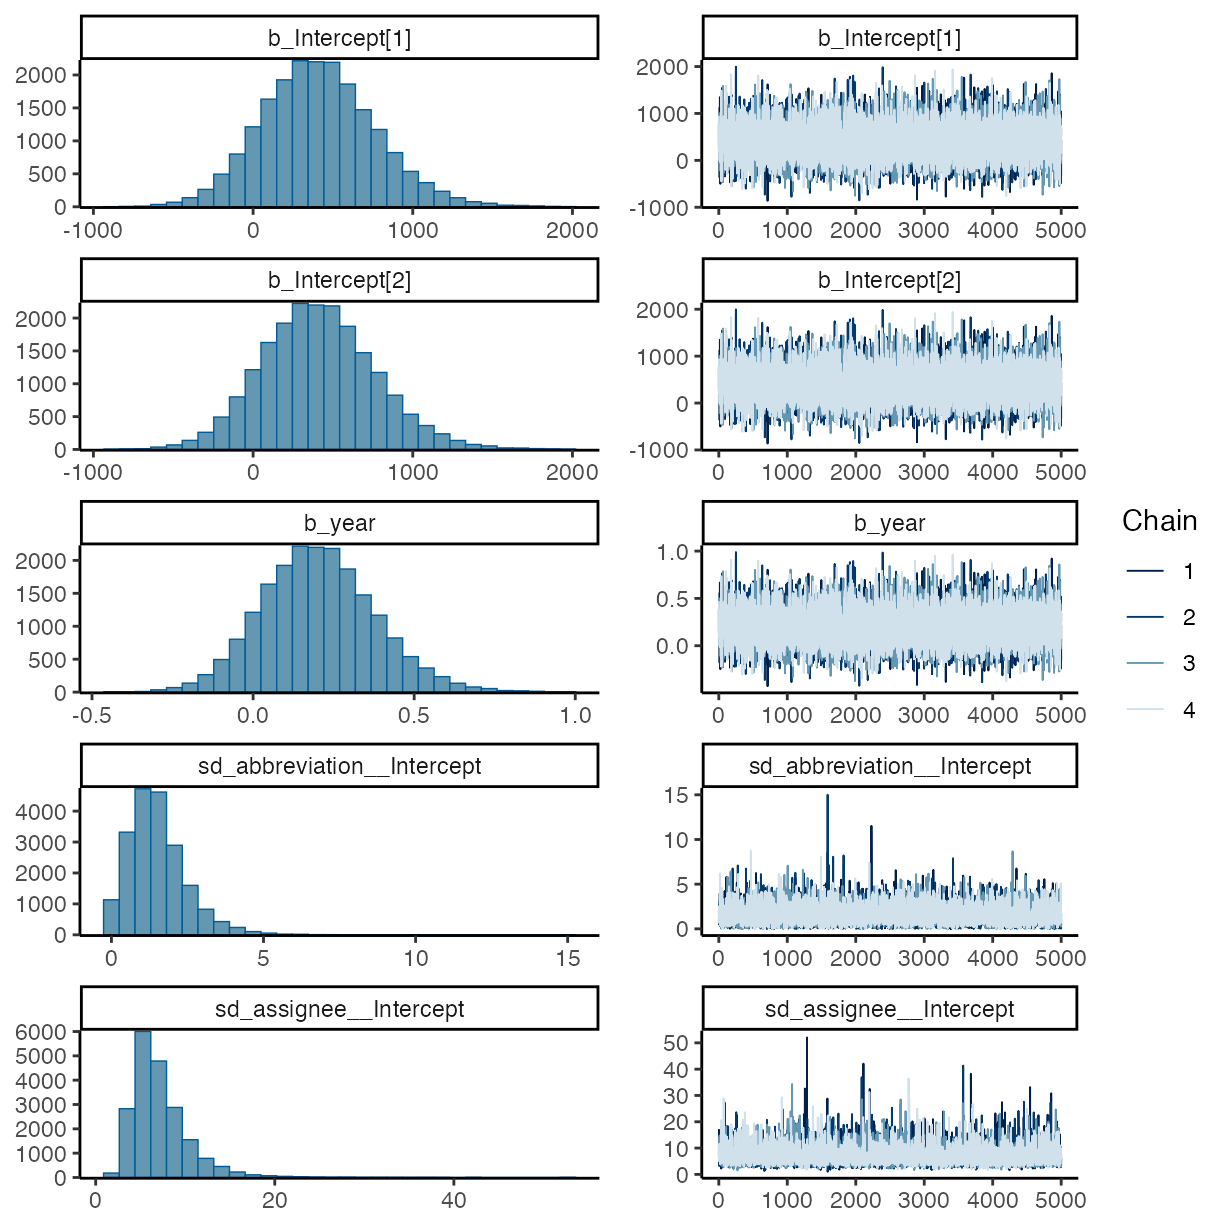 b_Intercept[1]
2000
1500
1000
500
0
-1000 0 1000 2000
b_Intercept[1]
2000
1000
0
-1000
0 1000 2000 3000 4000 5000
b_Intercept[2]
2000
1500
1000
500
0
-1000 0 1000 2000
b_Intercept[2]
2000
1000
0
-1000
0 1000 2000 3000 4000 5000
b_year
2000
1500
1000
500
0
-0.5 0.0 0.5 1.0
b_year
1.0
0.5
0.0
0 1000 2000 3000 4000 5000
sd_abbreviation__Intercept
4000
3000
2000
1000
0
0 5 10 15
sd_abbreviation__Intercept
15
10
5
0
0 1000 2000 3000 4000 5000
sd_assignee__Intercept
6000
5000
4000
3000
2000
1000
0
0 20 40
sd_assignee__Intercept
50
40
30
20
10
0
0 1000 2000 3000 4000 5000
Chain
1
2
3
4